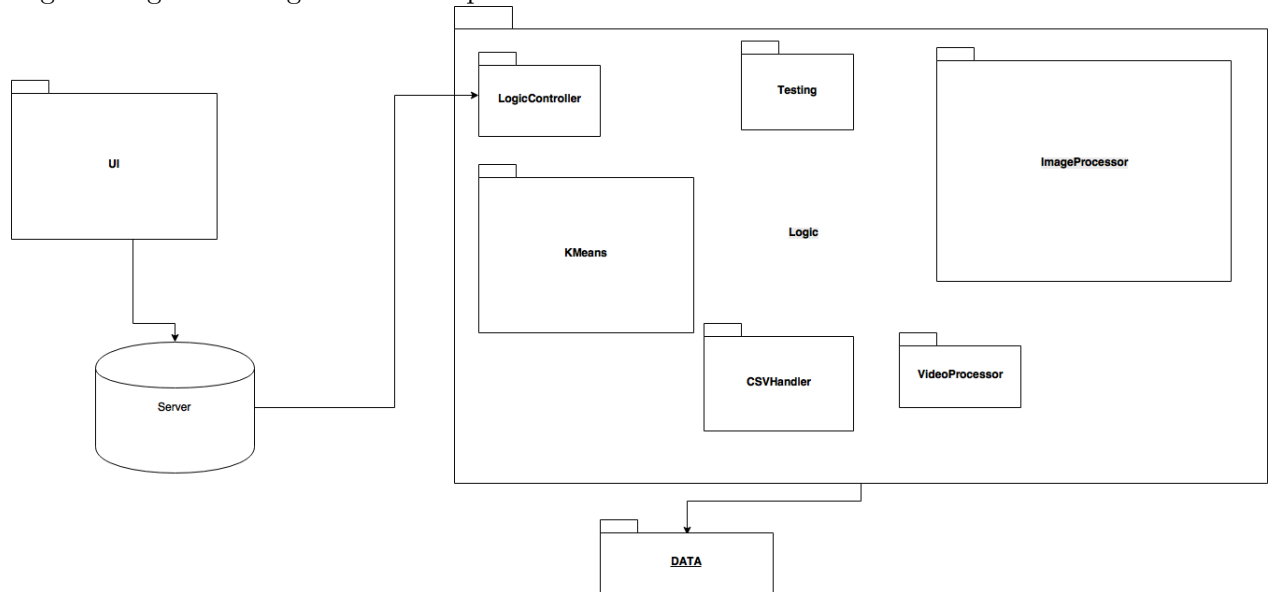 LogicController
Testing
UI
ImageProcessor
Logic
KMeans
CSVHandler
VideoProcessor
Server
DATA